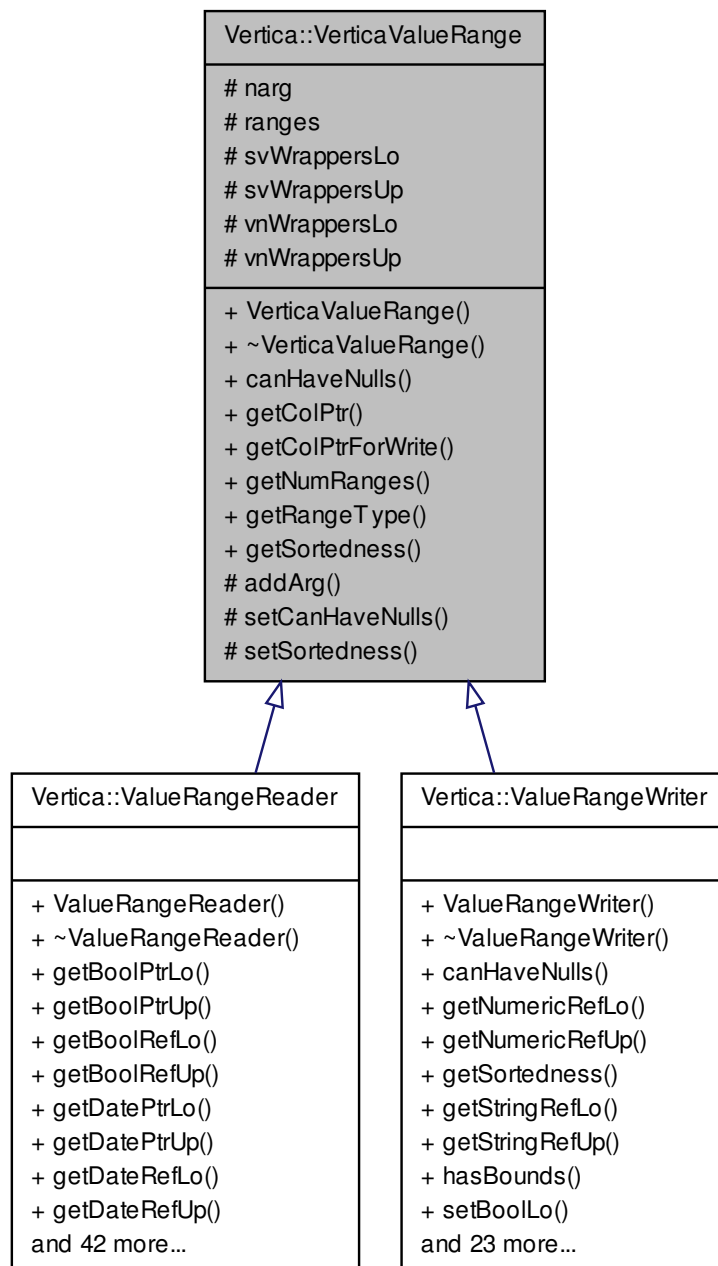 Vertica::VerticaValueRange
# narg
# ranges
# svWrappersLo
# svWrappersUp
# vnWrappersLo
# vnWrappersUp
+ VerticaValueRange()
+ ~VerticaValueRange()
+ canHaveNulls()
+ getColPtr()
+ getColPtrForWrite()
+ getNumRanges()
+ getRangeType()
+ getSortedness()
# addArg()
# setCanHaveNulls()
# setSortedness()
Vertica::ValueRangeReader
+ ValueRangeReader()
+ ~ValueRangeReader()
+ getBoolPtrLo()
+ getBoolPtrUp()
+ getBoolRefLo()
+ getBoolRefUp()
+ getDatePtrLo()
+ getDatePtrUp()
+ getDateRefLo()
+ getDateRefUp()
and 42 more...
Vertica::ValueRangeWriter
+ ValueRangeWriter()
+ ~ValueRangeWriter()
+ canHaveNulls()
+ getNumericRefLo()
+ getNumericRefUp()
+ getSortedness()
+ getStringRefLo()
+ getStringRefUp()
+ hasBounds()
+ setBoolLo()
and 23 more...